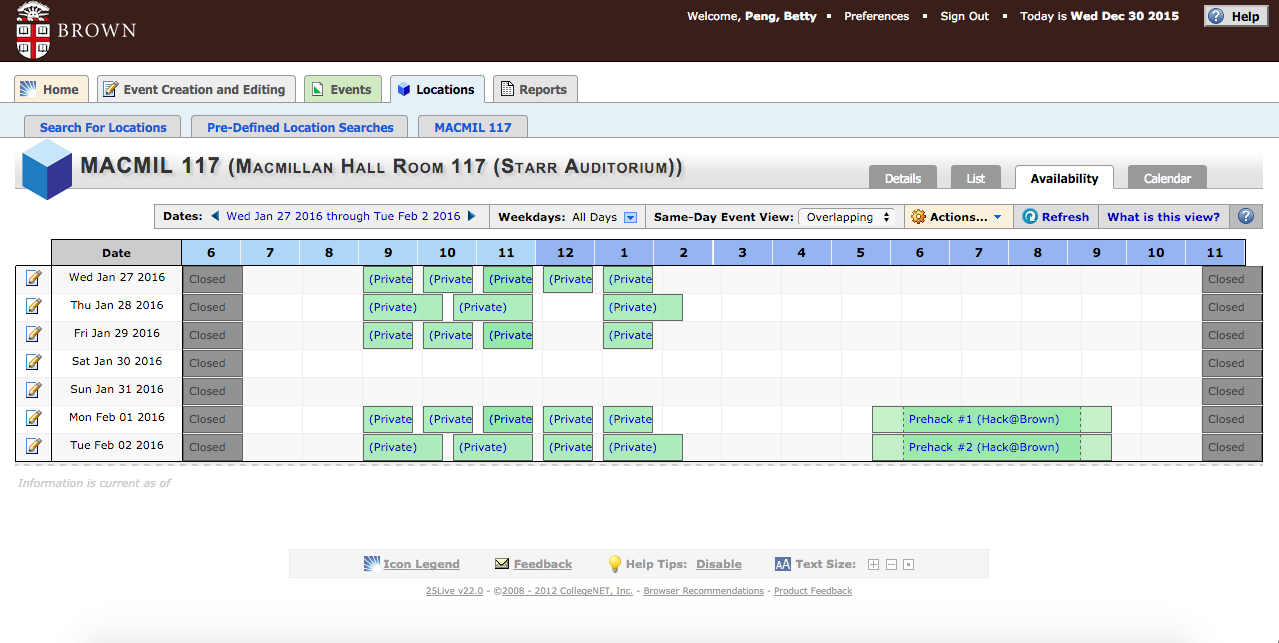 BROWN
Welcome, Peng, Betty ▪ Preferences ▪ Sign Out ▪ Today is Wed Dec 30 2015 Help
Home Event Creation and Editing Events Locations Reports
Search For Locations Pre-Defined Location Searches MACMIL 117
MACMIL 117 (Macmillan Hall Room 117 (Starr Auditorium))
Details List Availability Calendar
Dates: Wed Jan 27 2016 through Tue Feb 2 2016 Weekdays: All Days Same-Day Event View: Overlapping Actions... Refresh What is this view? ?
Date 6 7 8 9 10 11 12 1 2 3 4 5 6 7 8 9 10 11
Wed Jan 27 2016 Closed (Private (Private (Private (Private (Private Closed
Thu Jan 28 2016 Closed (Private) (Private) (Private) Closed
Fri Jan 29 2016 Closed (Private (Private (Private (Private Closed
Sat Jan 30 2016 Closed Closed
Sun Jan 31 2016 Closed Closed
Mon Feb 01 2016 Closed (Private (Private (Private (Private (Private Prehack #1 (Hack@Brown) Closed
Tue Feb 02 2016 Closed (Private) (Private) (Private (Private) Prehack #2 (Hack@Brown) Closed
Information is current as of
Icon Legend Feedback Help Tips: Disable AA Text Size:
25Live v22.0 - ©2008 - 2012 CollegeNET, Inc. - Browser Recommendations - Product Feedback